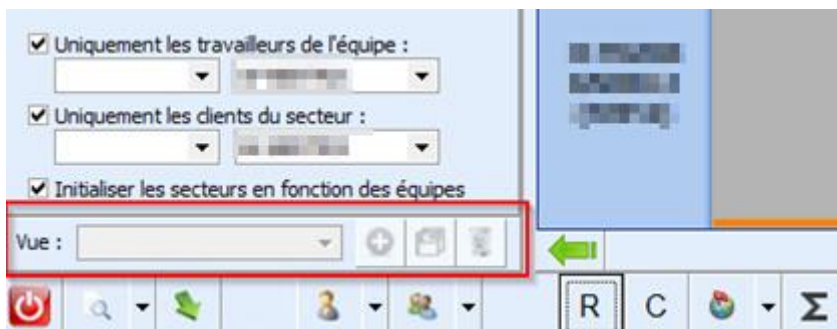 Uniquement les travailleurs de l'équipe :
Uniquement les clients du secteur :
Initialiser les secteurs en fonction des équipes
Vue :
R C Σ